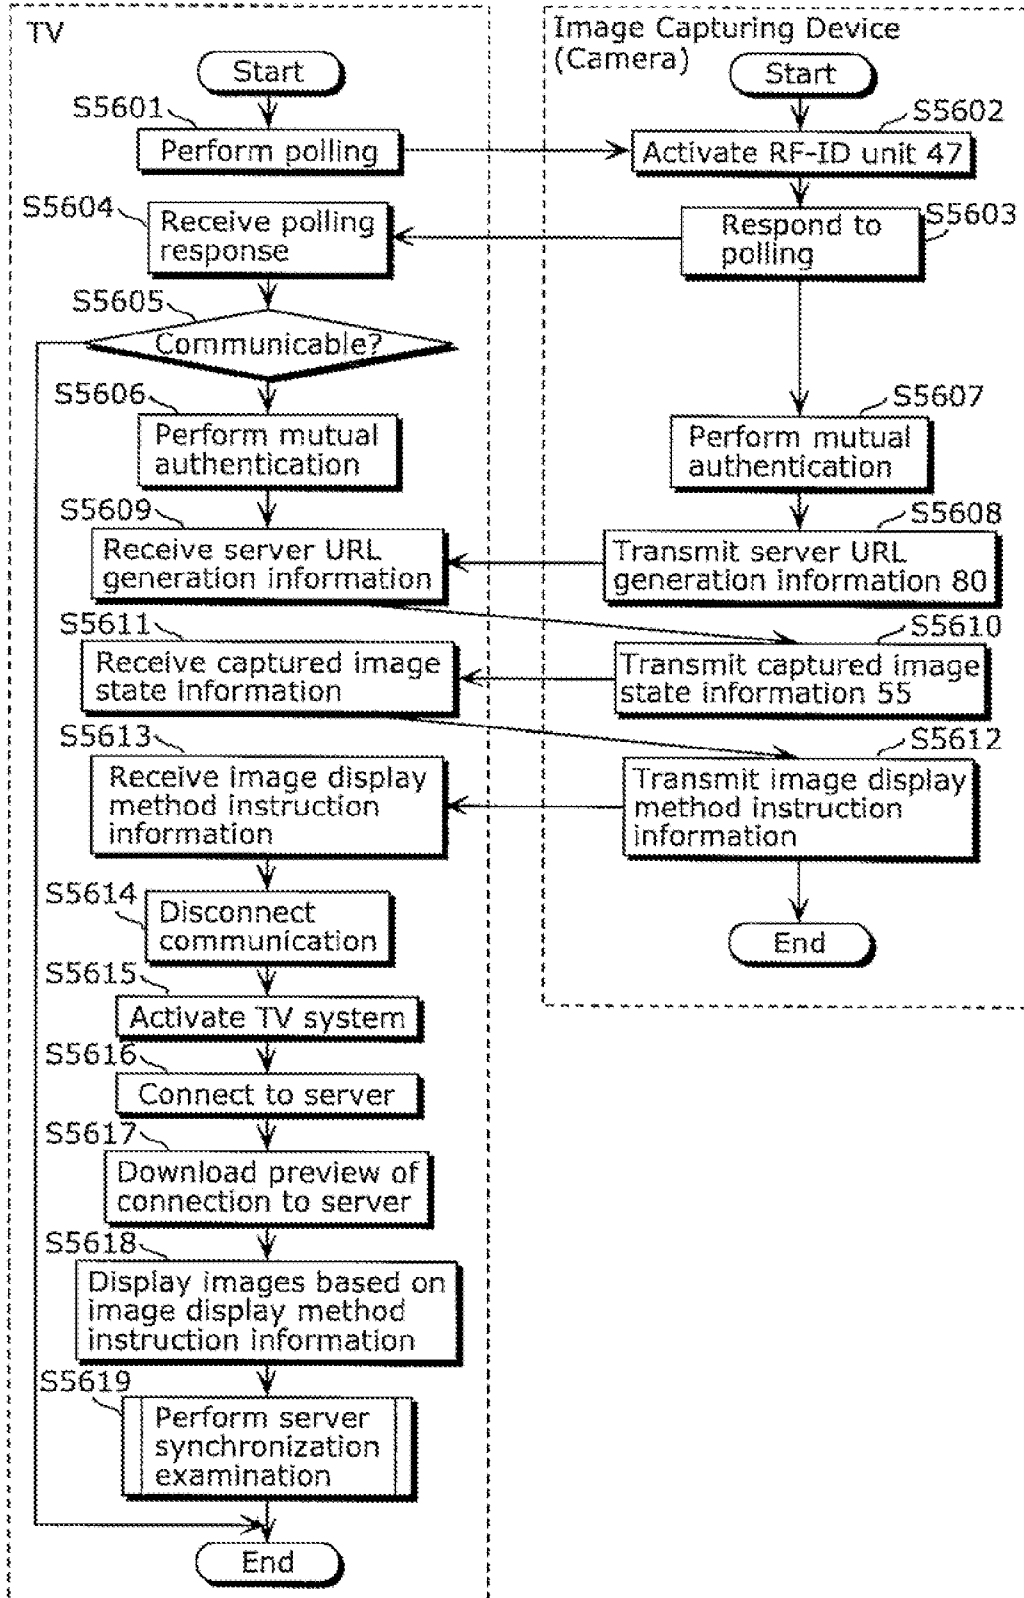 TV
Start
S5601
Perform polling
S5604
Receive polling
response
S5605
Communicable?
S5606
Perform mutual
authentication
S5609
Receive server URL
generation information
S5611
Receive captured image
state information
S5613
Receive image display
method instruction
information
S5614
Disconnect
communication
S5615
Activate TV system
S5616
Connect to server
S5617
Download preview of
connection to server
S5618
Display images based on
image display method
instruction information
S5619
Perform server
synchronization
examination
End
Image Capturing Device
(Camera)
Start
S5602
Activate RF-ID unit 47
S5603
Respond to
polling
S5607
Perform mutual
authentication
S5608
Transmit server URL
generation information 80
S5610
Transmit captured image
state information 55
S5612
Transmit image display
method instruction
information
End